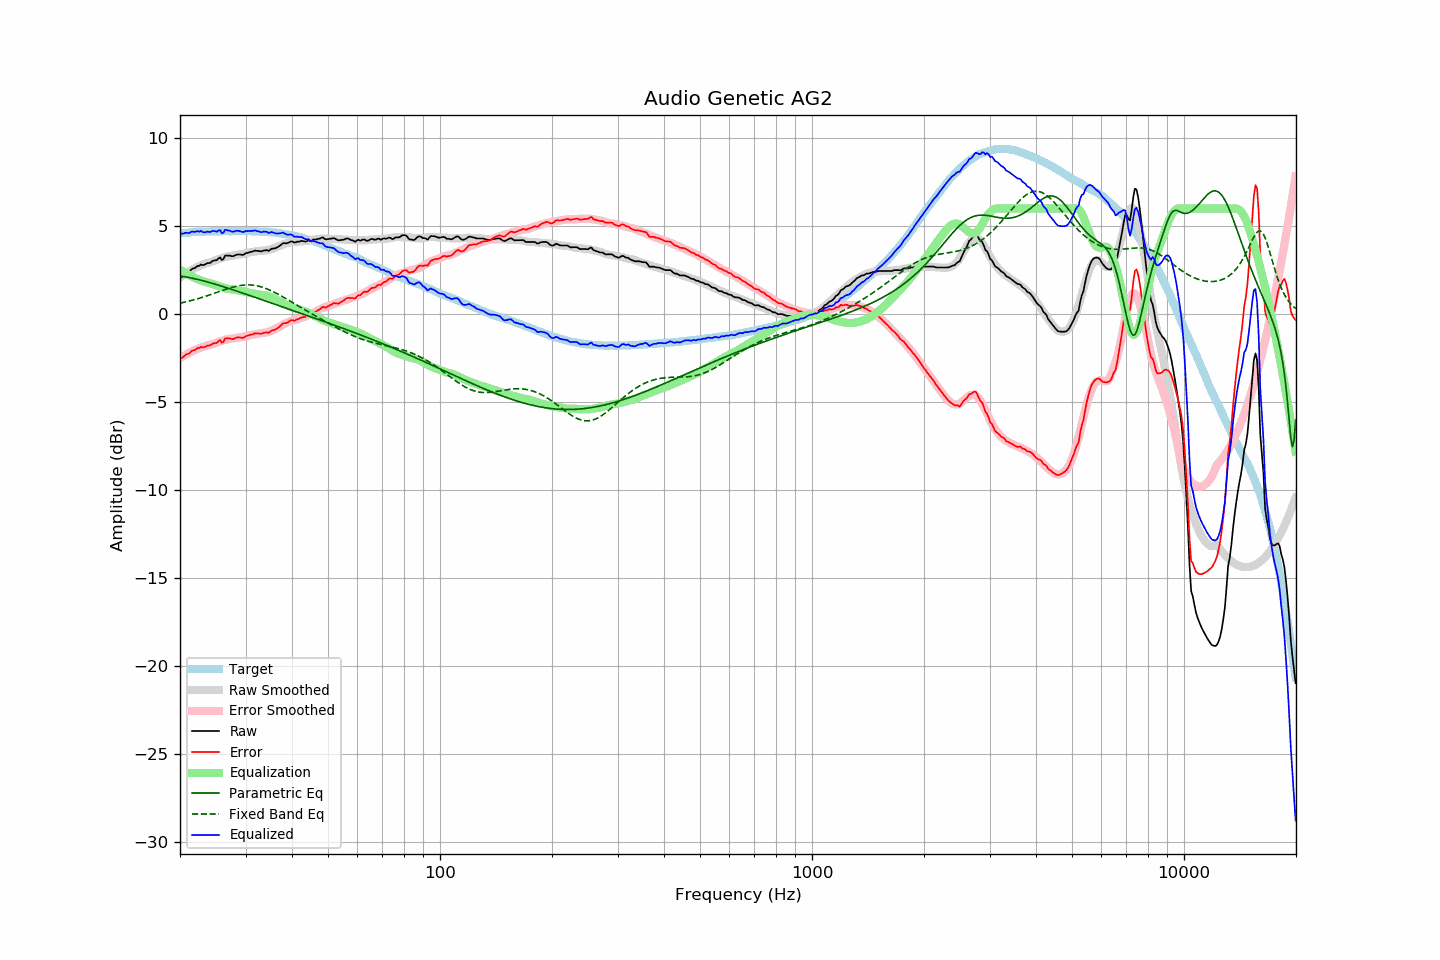 Audio Genetic AG2
10
5
0
−5
−10
−15
−20
−25
−30
Amplitude (dBr)
Target
Raw Smoothed
Error Smoothed
Raw
Error
Equalization
Parametric Eq
Fixed Band Eq
Equalized
100
1000
10000
Frequency (Hz)